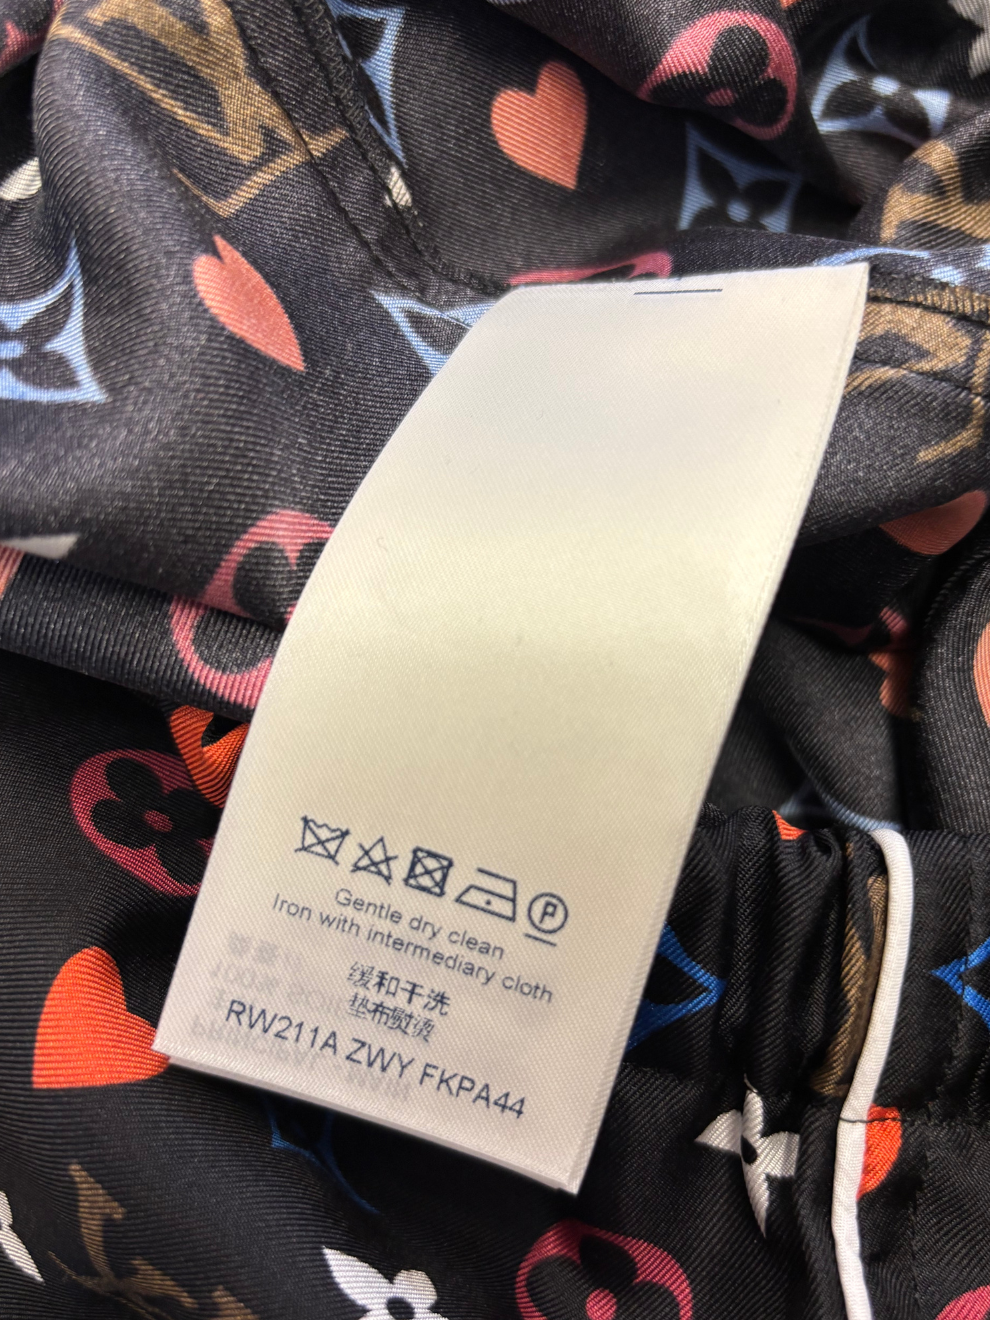 Ⓟ
Gentle dry clean
Iron with intermediary cloth
缓和干洗
垫布熨烫
RW211A ZWY FKPA44